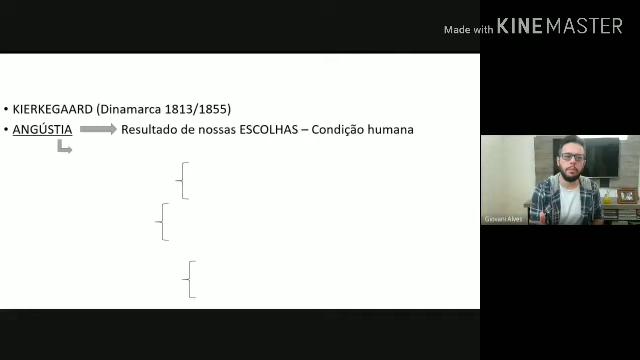 Made with KINEMASTER
• KIERKEGAARD (Dinamarca 1813/1855)
• ANGÚSTIA Resultado de nossas ESCOLHAS – Condição humana
Giovani Alves